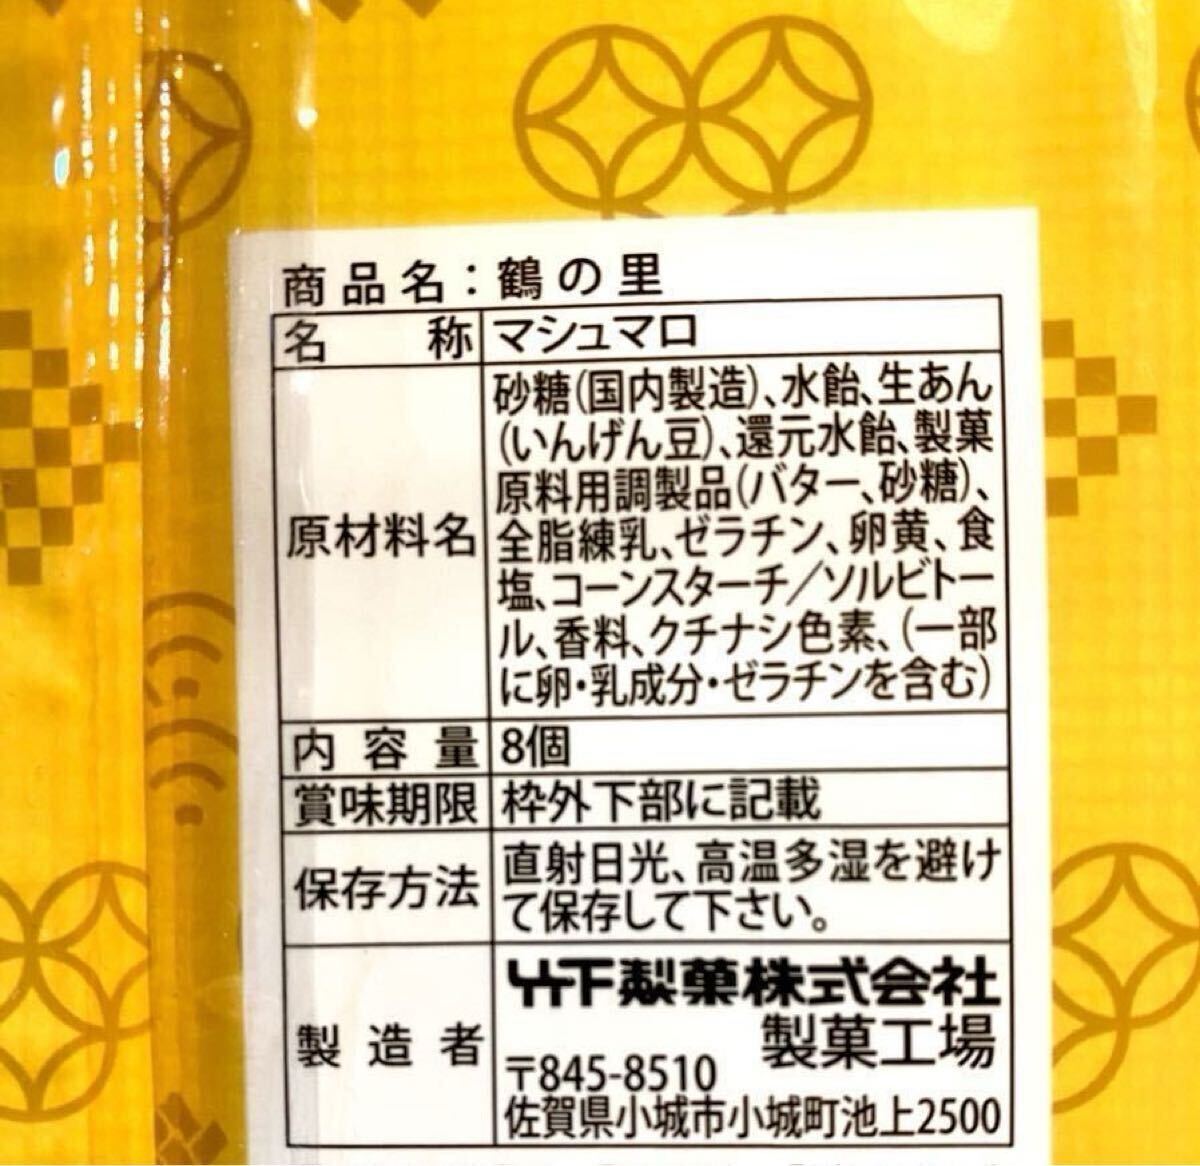 商品名：鶴の里
名称 マシュマロ
原材料名
砂糖(国内製造)、水飴、生あん
(いんげん豆)、還元水飴、製菓
原料用調製品(バター、砂糖)、
全脂練乳、ゼラチン、卵黄、食
塩、コーンスターチ／ソルビトー
ル、香料、クチナシ色素、(一部
に卵・乳成分・ゼラチンを含む)
内容量 8個
賞味期限 枠外下部に記載
保存方法
直射日光、高温多湿を避け
て保存して下さい。
製造者
竹下製菓株式会社
製菓工場
〒845-8510
佐賀県小城市小城町池上2500